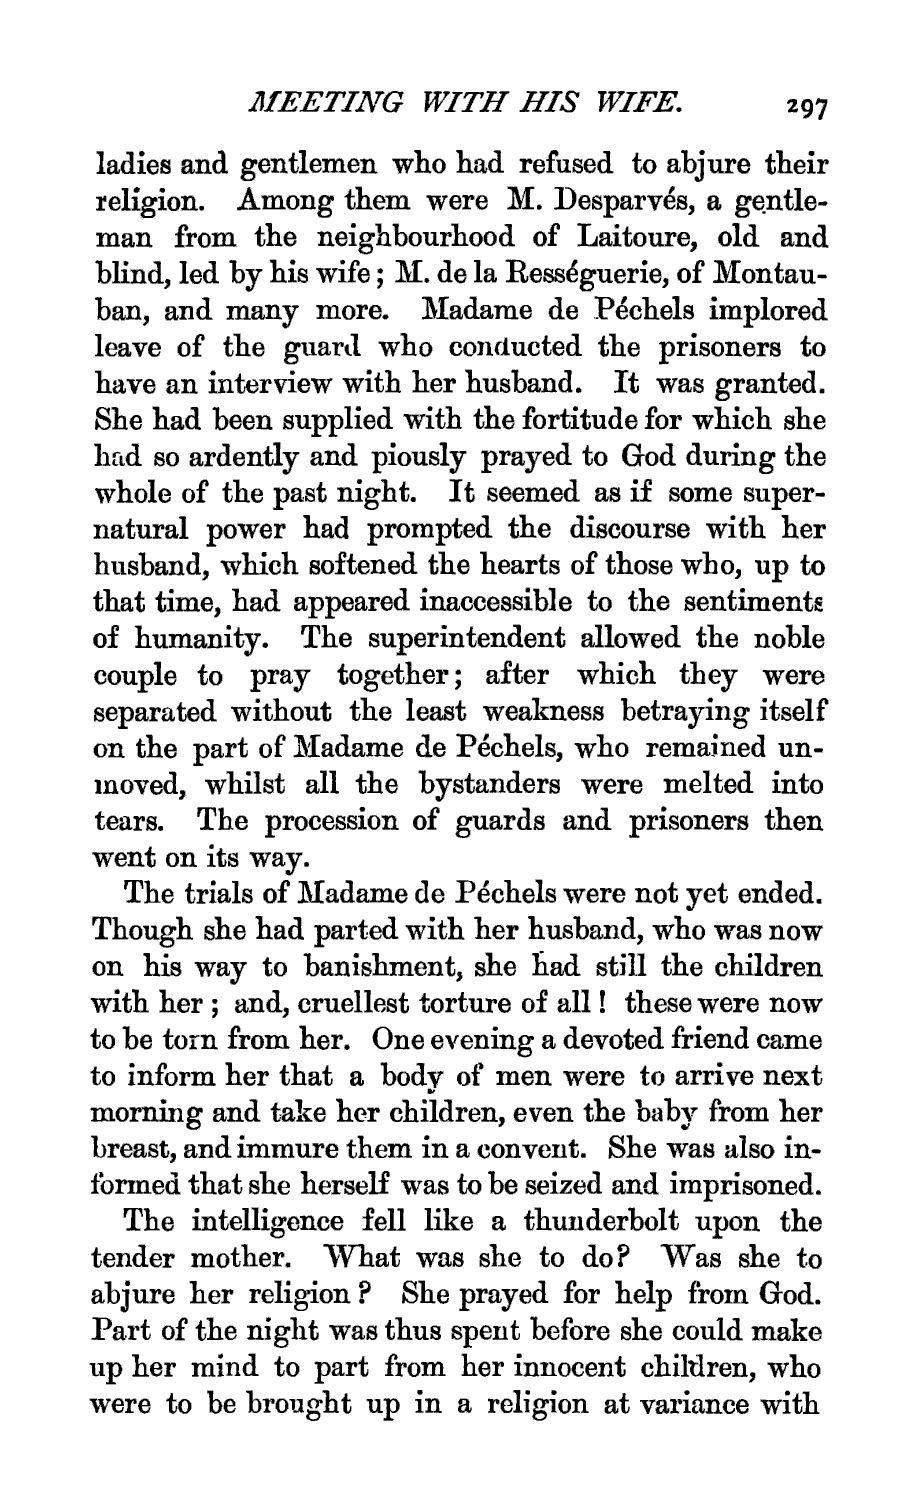 MEETING WITH HIS WIFE. 297
ladies and gentlemen who had refused to abjure their
religion. Among them were M. Desparvés, a gentle-
man from the neighbourhood of Laitoure, old and
blind, led by his wife; M. de la Rességuerie, of Montau-
ban, and many more. Madame de Péchels implored
leave of the guard who conducted the prisoners to
have an interview with her husband. It was granted.
She had been supplied with the fortitude for which she
had so ardently and piously prayed to God during the
whole of the past night. It seemed as if some super-
natural power had prompted the discourse with her
husband, which softened the hearts of those who, up to
that time, had appeared inaccessible to the sentiments
of humanity. The superintendent allowed the noble
couple to pray together; after which they were
separated without the least weakness betraying itself
on the part of Madame de Péchels, who remained un-
moved, whilst all the bystanders were melted into
tears. The procession of guards and prisoners then
went on its way.
The trials of Madame de Péchels were not yet ended.
Though she had parted with her husband, who was now
on his way to banishment, she had still the children
with her; and, cruellest torture of all! these were now
to be torn from her. One evening a devoted friend came
to inform her that a body of men were to arrive next
morning and take her children, even the baby from her
breast, and immure them in a convent. She was also in-
formed that she herself was to be seized and imprisoned.
The intelligence fell like a thunderbolt upon the
tender mother. What was she to do? Was she to
abjure her religion? She prayed for help from God.
Part of the night was thus spent before she could make
up her mind to part from her innocent children, who
were to be brought up in a religion at variance with